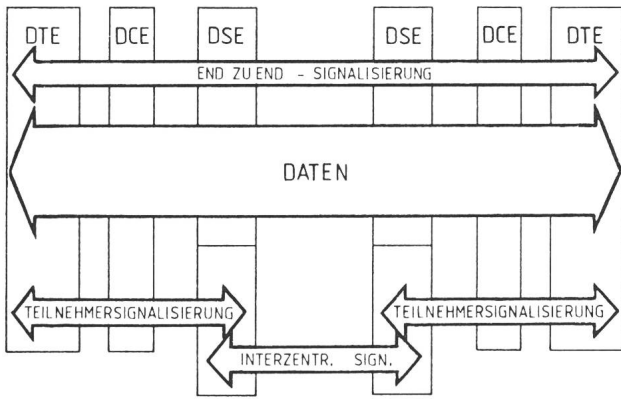 DTE DCE DSE DSE DCE DTE
END ZU END - SIGNALISIERUNG
DATEN
TEILNEHMERSIGNALISIERUNG TEILNEHMERSIGNALISIERUNG
INTERZENTR. SIGN.